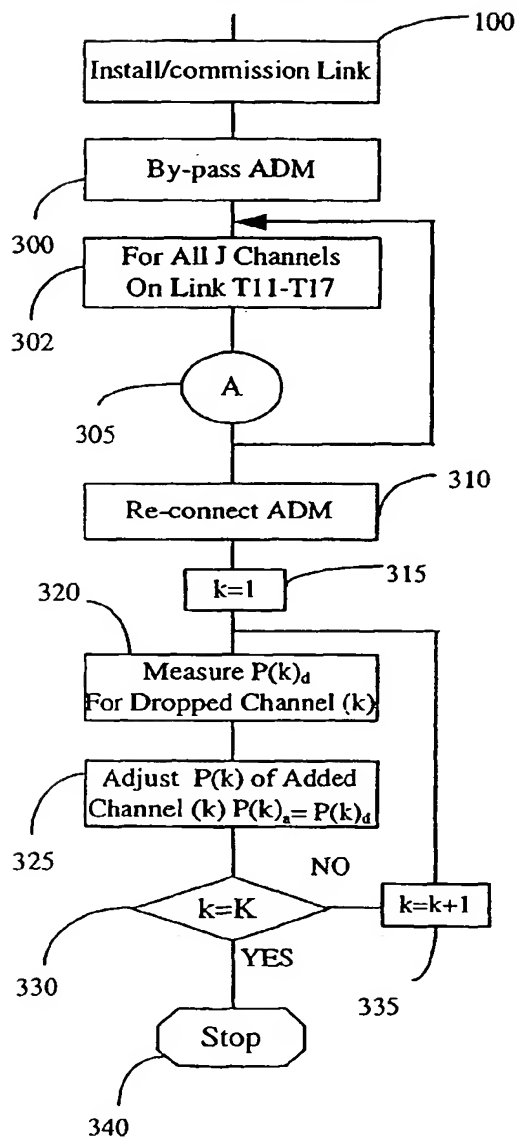 100
Install/commission Link
By-pass ADM
300
For All J Channels
On Link T11-T17
302
A
305
310
Re-connect ADM
315
k=1
320
Measure P(k)d
For Dropped Channel (k)
Adjust P(k) of Added
Channel (k) P(k)a= P(k)d
325
NO
k=K
k=k+1
330
YES
335
Stop
340